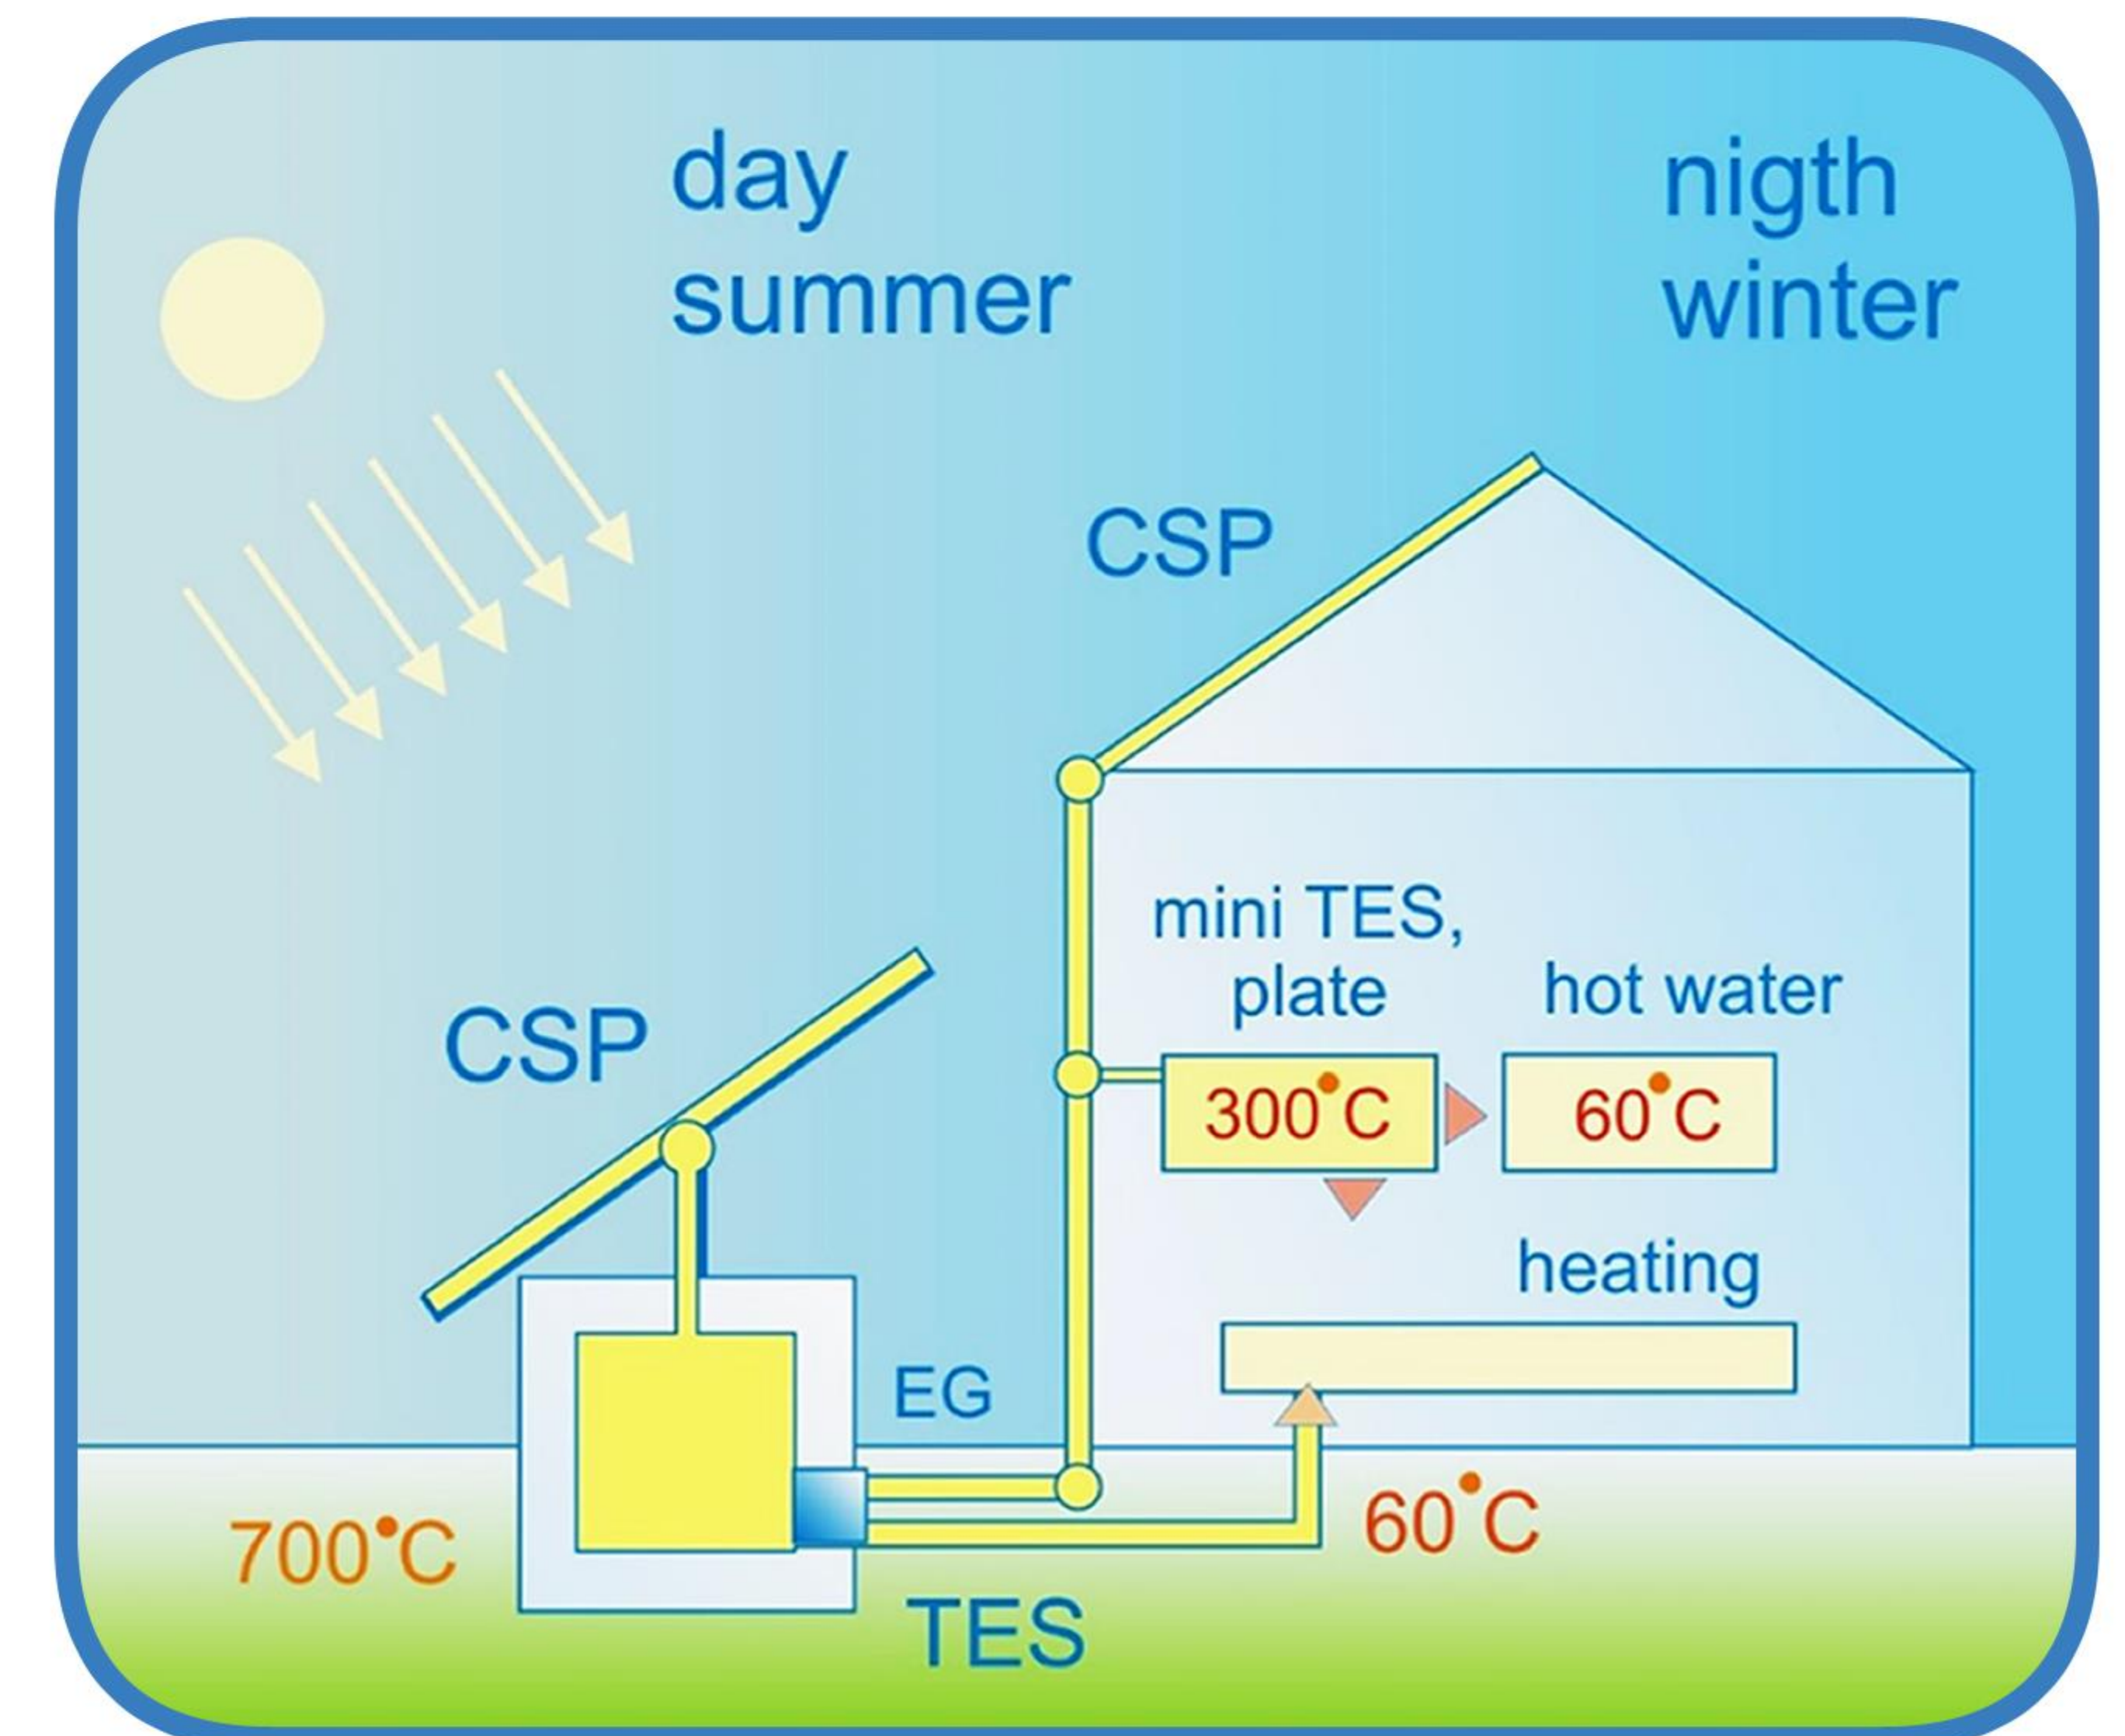 day
summer
nigth
winter
CSP
mini TES,
plate
hot water
CSP
300°C
60°C
heating
EG
700°C
60°C
TES